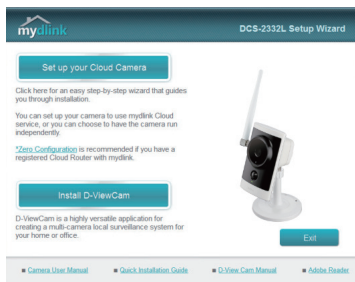 mydlink
DCS-2332L Setup Wizard
Set up your Cloud Camera
Click here for an easy step-by-step wizard that guides
you through installation.
You can set up your camera to use mydlink Cloud
service, or you can choose to have the camera run
independently.
*Zero Configuration is recommended if you have a
registered Cloud Router with mydlink.
Install D-ViewCam
D-ViewCam is a highly versatile application for
creating a multi-camera local surveillance system for
your home or office.
Exit
Camera User Manual
Quick Installation Guide
D-View Cam Manual
Adobe Reader